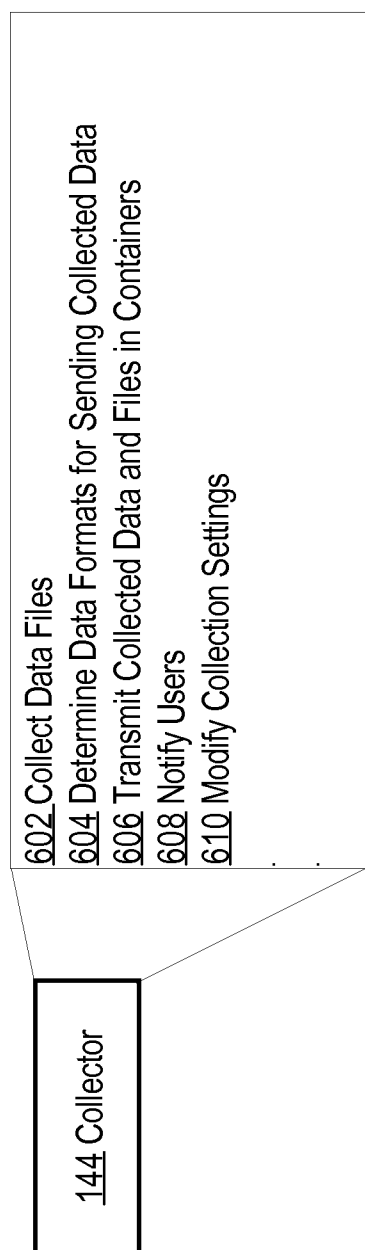 144 Collector
602 Collect Data Files
604 Determine Data Formats for Sending Collected Data
606 Transmit Collected Data and Files in Containers
608 Notify Users
610 Modify Collection Settings
.
.